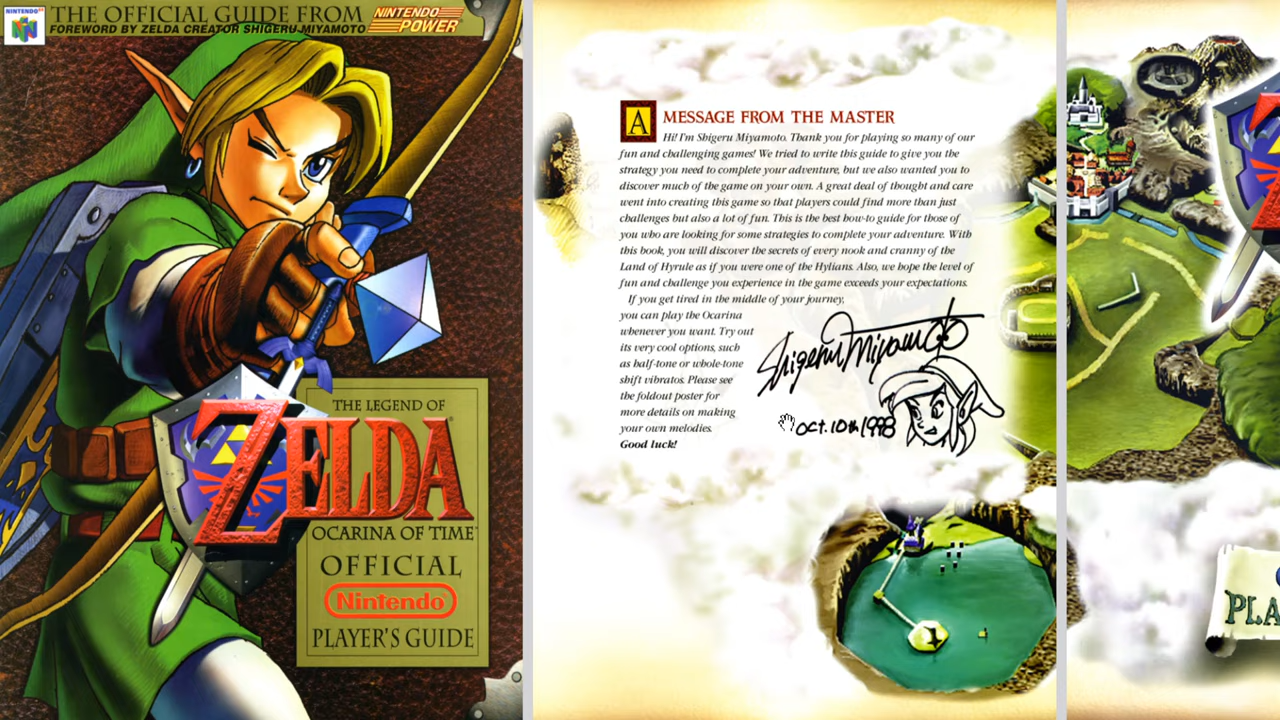 NINTENDO 64
THE OFFICIAL GUIDE FROM
NINTENDO POWER
FOREWORD BY ZELDA CREATOR SHIGERU MIYAMOTO
THE LEGEND OF
ZELDA
OCARINA OF TIME
OFFICIAL
Nintendo®
PLAYER'S GUIDE
A MESSAGE FROM THE MASTER
Hi! I'm Shigeru Miyamoto. Thank you for playing so many of our
fun and challenging games! We tried to write this guide to give you the
strategy you need to complete your adventure, but we also wanted you to
discover much of the game on your own. A great deal of thought and care
went into creating this game so that players could find more than just
challenges but also a lot of fun. This is the best how-to guide for those of
you who are looking for some strategies to complete your adventure. With
this book, you will discover the secrets of every nook and cranny of the
Land of Hyrule as if you were one of the Hylians. Also, we hope the level of
fun and challenge you experience in the game exceeds your expectations.
If you get tired in the middle of your journey,
you can play the Ocarina
whenever you want. Try out
its very cool options, such
as half-tone or whole-tone
shift vibratos. Please see
the foldout poster for
more details on making
your own melodies.
Good luck!
Shigeru Miyamoto
OCT. 10th 1998
PLA